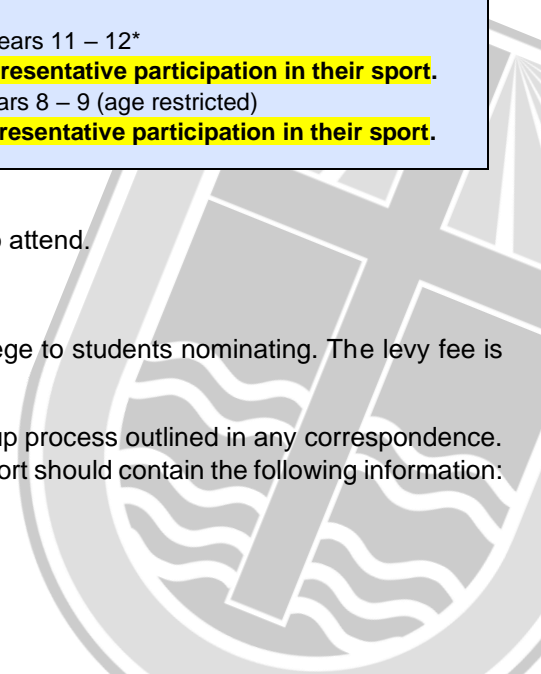 ears 11 – 12*
resentative participation in their sport.
ars 8 – 9 (age restricted)
resentative participation in their sport.
attend.
ege to students nominating. The levy fee is
up process outlined in any correspondence.
ort should contain the following information: